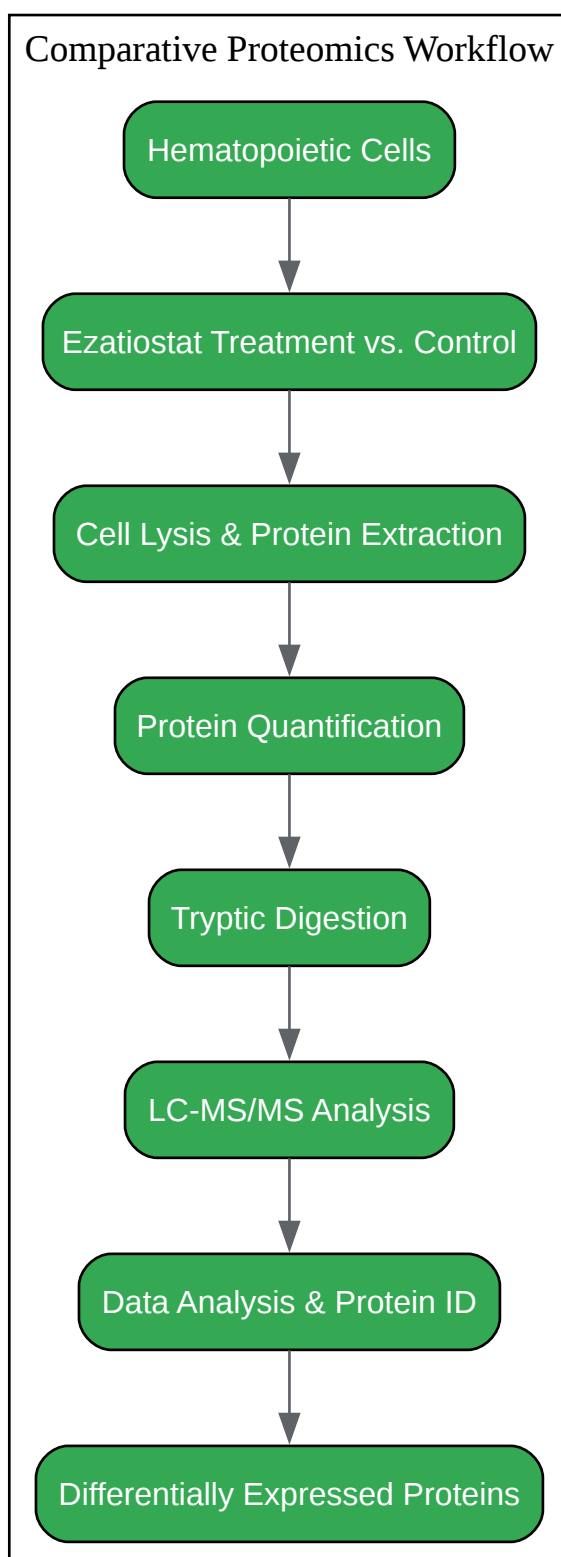 Comparative Proteomics Workflow
Hematopoietic Cells
Ezatiostat Treatment vs. Control
Cell Lysis & Protein Extraction
Protein Quantification
Tryptic Digestion
LC-MS/MS Analysis
Data Analysis & Protein ID
Differentially Expressed Proteins